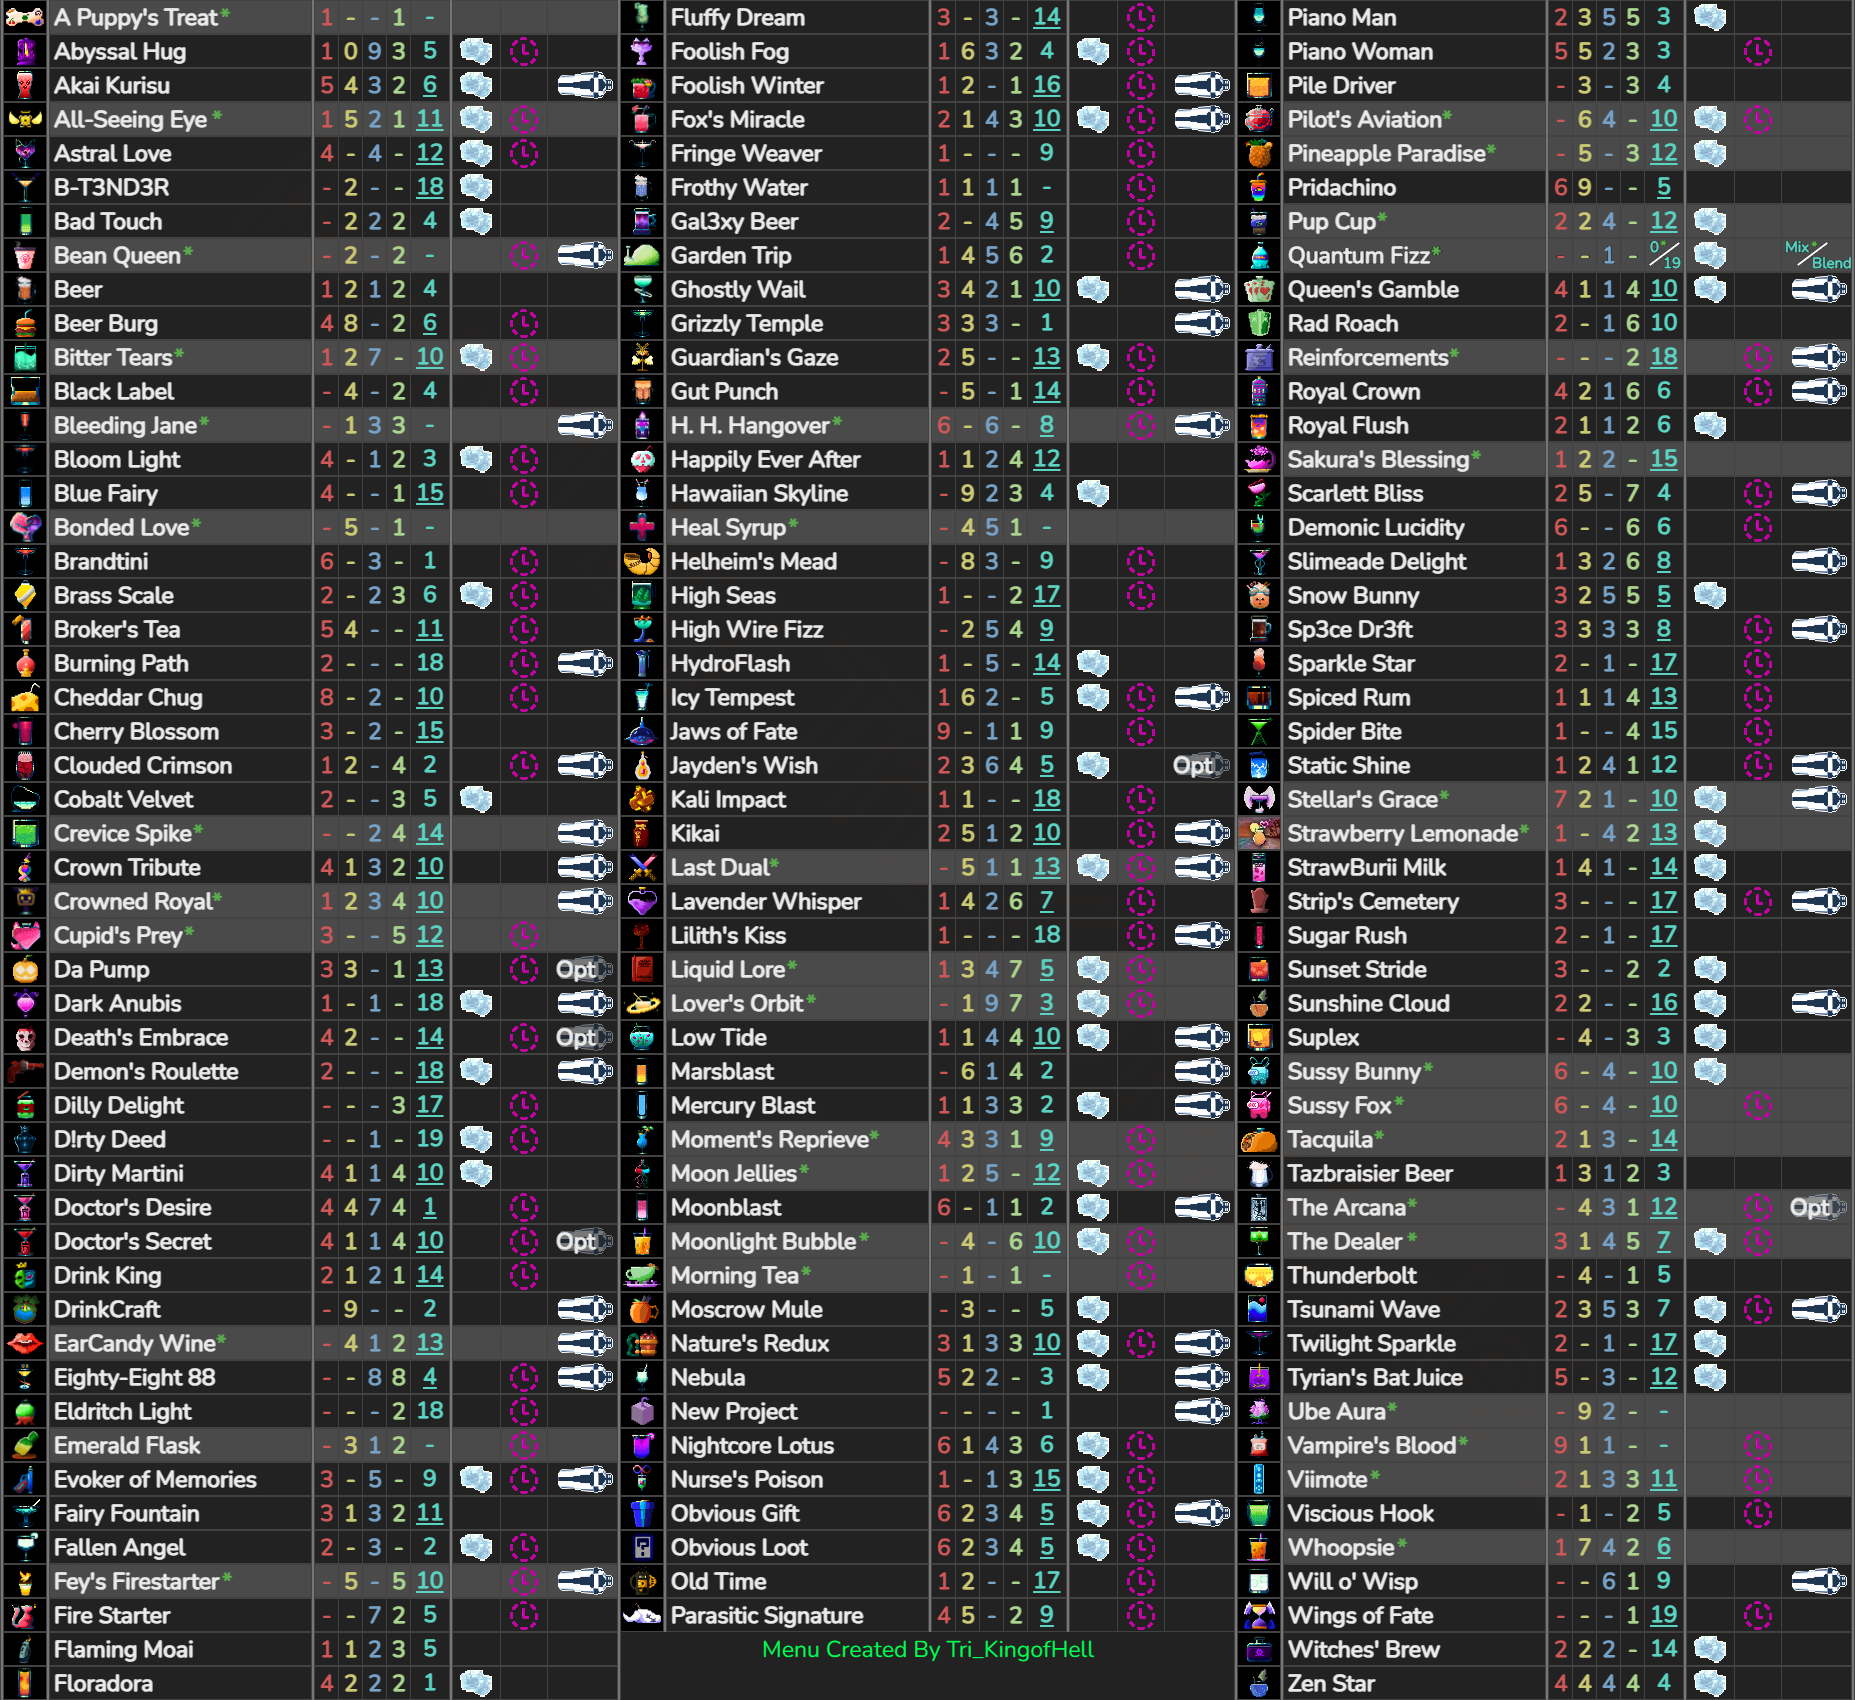 A Puppy's Treat* 1 - - 1 -
Abyssal Hug 1 0 9 3 5
Akai Kurisu 5 4 3 2 6
All-Seeing Eye * 1 5 2 1 11
Astral Love 4 - 4 - 12
B-T3ND3R - 2 - - 18
Bad Touch - 2 2 2 4
Bean Queen* - 2 - 2 -
Beer 1 2 1 2 4
Beer Burg 4 8 - 2 6
Bitter Tears* 1 2 7 - 10
Black Label - 4 - 2 4
Bleeding Jane* - 1 3 3 -
Bloom Light 4 - 1 2 3
Blue Fairy 4 - - 1 15
Bonded Love* - 5 - 1 -
Brandtini 6 - 3 - 1
Brass Scale 2 - 2 3 6
Broker's Tea 5 4 - - 11
Burning Path 2 - - - 18
Cheddar Chug 8 - 2 - 10
Cherry Blossom 3 - 2 - 15
Clouded Crimson 1 2 - 4 2
Cobalt Velvet 2 - - 3 5
Crevice Spike* - - 2 4 14
Crown Tribute 4 1 3 2 10
Crowned Royal* 1 2 3 4 10
Cupid's Prey* 3 - - 5 12
Da Pump 3 3 - 1 13 Opt
Dark Anubis 1 - 1 - 18
Death's Embrace 4 2 - - 14 Opt
Demon's Roulette 2 - - - 18
Dilly Delight - - - 3 17
D!rty Deed - - 1 - 19
Dirty Martini 4 1 1 4 10
Doctor's Desire 4 4 7 4 1
Doctor's Secret 4 1 1 4 10 Opt
Drink King 2 1 2 1 14
DrinkCraft - 9 - - 2
EarCandy Wine* - 4 1 2 13
Eighty-Eight 88 - - 8 8 4
Eldritch Light - - - 2 18
Emerald Flask - 3 1 2 -
Evoker of Memories 3 - 5 - 9
Fairy Fountain 3 1 3 2 11
Fallen Angel 2 - 3 - 2
Fey's Firestarter* - 5 - 5 10
Fire Starter - - 7 2 5
Flaming Moai 1 1 2 3 5
Floradora 4 2 2 2 1
Fluffy Dream 3 - 3 - 14
Foolish Fog 1 6 3 2 4
Foolish Winter 1 2 - 1 16
Fox's Miracle 2 1 4 3 10
Fringe Weaver 1 - - - 9
Frothy Water 1 1 1 1 -
Gal3xy Beer 2 - 4 5 9
Garden Trip 1 4 5 6 2
Ghostly Wail 3 4 2 1 10
Grizzly Temple 3 3 3 - 1
Guardian's Gaze 2 5 - - 13
Gut Punch - 5 - 1 14
H. H. Hangover* 6 - 6 - 8
Happily Ever After 1 1 2 4 12
Hawaiian Skyline - 9 2 3 4
Heal Syrup* - 4 5 1 -
Helheim's Mead - 8 3 - 9
High Seas 1 - - 2 17
High Wire Fizz - 2 5 4 9
HydroFlash 1 - 5 - 14
Icy Tempest 1 6 2 - 5
Jaws of Fate 9 - 1 1 9
Jayden's Wish 2 3 6 4 5 Opt
Kali Impact 1 1 - - 18
Kikai 2 5 1 2 10
Last Dual* - 5 1 1 13
Lavender Whisper 1 4 2 6 7
Lilith's Kiss 1 - - - 18
Liquid Lore* 1 3 4 7 5
Lover's Orbit* - 1 9 7 3
Low Tide 1 1 4 4 10
Marsblast - 6 1 4 2
Mercury Blast 1 1 3 3 2
Moment's Reprieve* 4 3 3 1 9
Moon Jellies* 1 2 5 - 12
Moonblast 6 - 1 1 2
Moonlight Bubble* - 4 - 6 10
Morning Tea* - 1 - 1 -
Moscrow Mule - 3 - - 5
Nature's Redux 3 1 3 3 10
Nebula 5 2 2 - 3
New Project - - - - 1
Nightcore Lotus 6 1 4 3 6
Nurse's Poison 1 - 1 3 15
Obvious Gift 6 2 3 4 5
Obvious Loot 6 2 3 4 5
Old Time 1 2 - - 17
Parasitic Signature 4 5 - 2 9
Menu Created By Tri_KingofHell
Piano Man 2 3 5 5 3
Piano Woman 5 5 2 3 3
Pile Driver - 3 - 3 4
Pilot's Aviation* - 6 4 - 10
Pineapple Paradise* - 5 - 3 12
Pridachino 6 9 - - 5
Pup Cup* 2 2 4 - 12
Quantum Fizz* - - 1 - 0*/19 Mix*/Blend
Queen's Gamble 4 1 1 4 10
Rad Roach 2 - 1 6 10
Reinforcements* - - - 2 18
Royal Crown 4 2 1 6 6
Royal Flush 2 1 1 2 6
Sakura's Blessing* 1 2 2 - 15
Scarlett Bliss 2 5 - 7 4
Demonic Lucidity 6 - - 6 6
Slimeade Delight 1 3 2 6 8
Snow Bunny 3 2 5 5 5
Sp3ce Dr3ft 3 3 3 3 8
Sparkle Star 2 - 1 - 17
Spiced Rum 1 1 1 4 13
Spider Bite 1 - - 4 15
Static Shine 1 2 4 1 12
Stellar's Grace* 7 2 1 - 10
Strawberry Lemonade* 1 - 4 2 13
StrawBurii Milk 1 4 1 - 14
Strip's Cemetery 3 - - - 17
Sugar Rush 2 - 1 - 17
Sunset Stride 3 - - 2 2
Sunshine Cloud 2 2 - - 16
Suplex - 4 - 3 3
Sussy Bunny* 6 - 4 - 10
Sussy Fox* 6 - 4 - 10
Tacquila* 2 1 3 - 14
Tazbraisier Beer 1 3 1 2 3
The Arcana* - 4 3 1 12 Opt
The Dealer* 3 1 4 5 7
Thunderbolt - 4 - 1 5
Tsunami Wave 2 3 5 3 7
Twilight Sparkle 2 - 1 - 17
Tyrian's Bat Juice 5 - 3 - 12
Ube Aura* - 9 2 - -
Vampire's Blood* 9 1 1 - -
Viimote* 2 1 3 3 11
Viscious Hook - 1 - 2 5
Whoopsie* 1 7 4 2 6
Will o' Wisp - - 6 1 9
Wings of Fate - - - 1 19
Witches' Brew 2 2 2 - 14
Zen Star 4 4 4 4 4